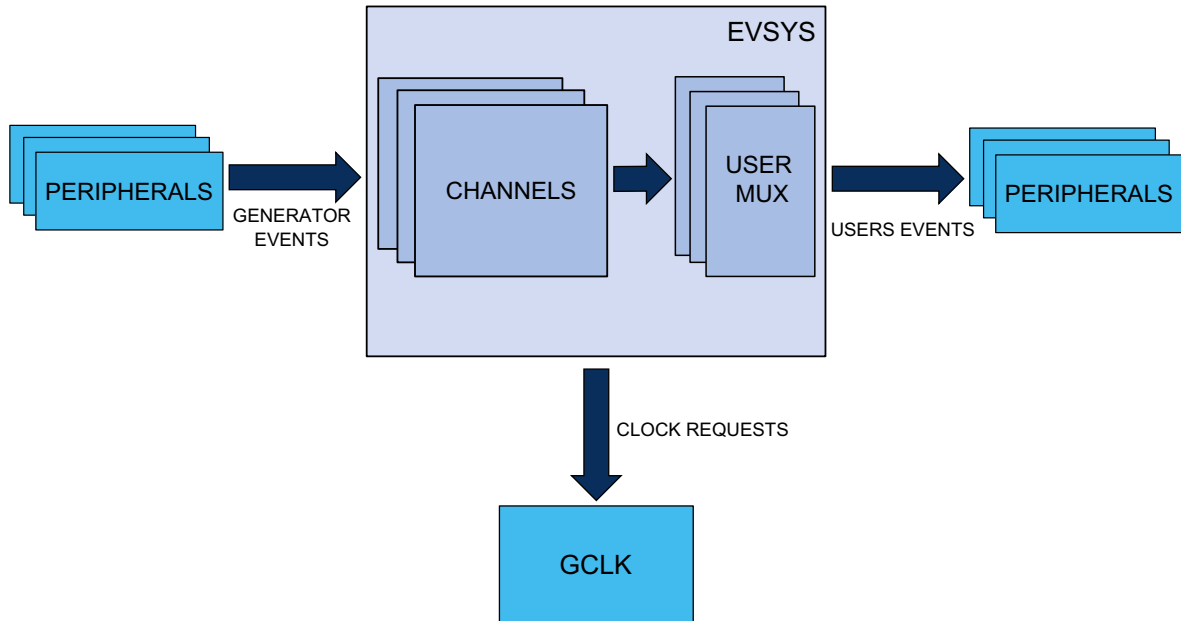 EVSYS
PERIPHERALS
GENERATOR
EVENTS
CHANNELS
USER
MUX
USERS EVENTS
PERIPHERALS
CLOCK REQUESTS
GCLK